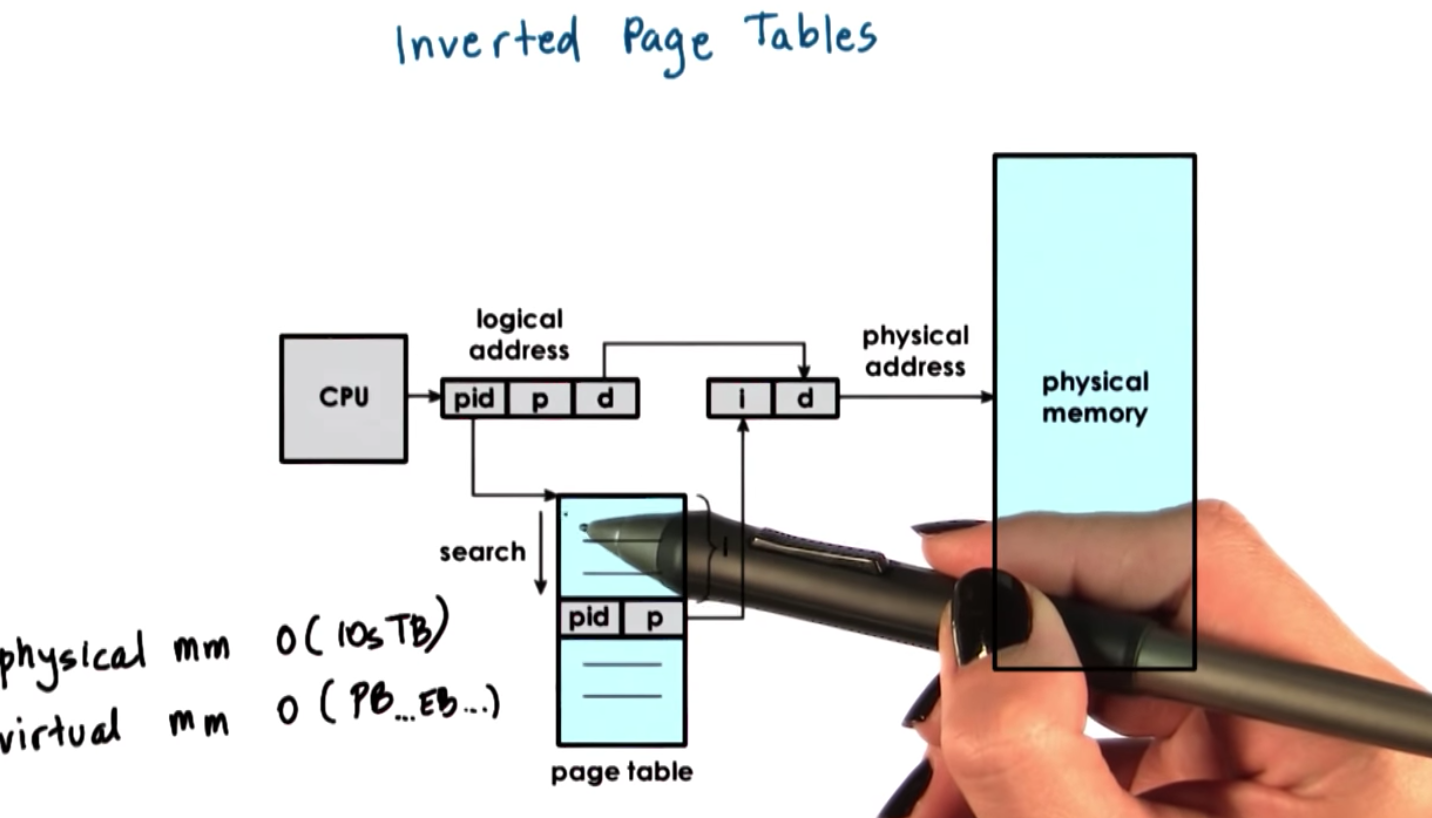 Inverted Page Tables
logical
address
physical
address
CPU
pid p d
i d
physical
memory
search
i
pid p
physical mm O(10s TB)
virtual mm O(PB...EB...)
page table